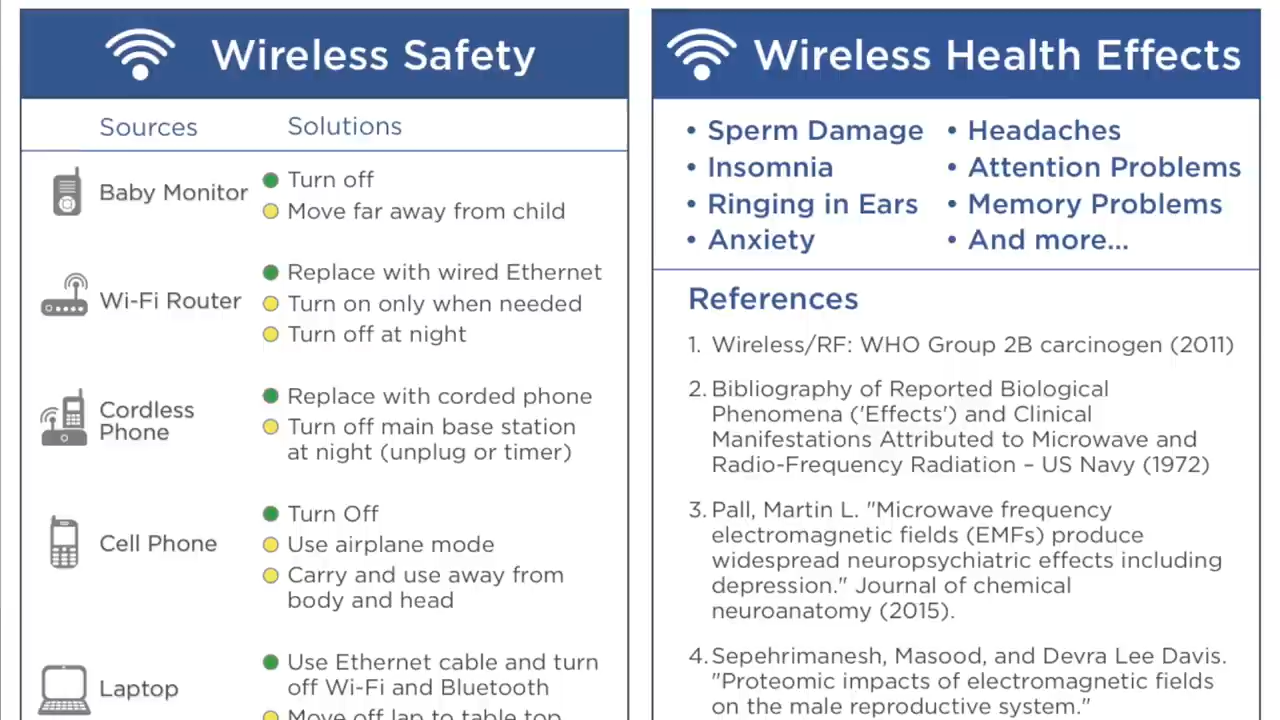 Wireless Safety
Sources Solutions
Baby Monitor
Turn off
Move far away from child
Wi-Fi Router
Replace with wired Ethernet
Turn on only when needed
Turn off at night
Cordless
Phone
Replace with corded phone
Turn off main base station
at night (unplug or timer)
Cell Phone
Turn Off
Use airplane mode
Carry and use away from
body and head
Laptop
Use Ethernet cable and turn
off Wi-Fi and Bluetooth
Move off lap to table top
Wireless Health Effects
• Sperm Damage
• Insomnia
• Ringing in Ears
• Anxiety
• Headaches
• Attention Problems
• Memory Problems
• And more...
References
1. Wireless/RF: WHO Group 2B carcinogen (2011)
2. Bibliography of Reported Biological
Phenomena ('Effects') and Clinical
Manifestations Attributed to Microwave and
Radio-Frequency Radiation – US Navy (1972)
3. Pall, Martin L. "Microwave frequency
electromagnetic fields (EMFs) produce
widespread neuropsychiatric effects including
depression." Journal of chemical
neuroanatomy (2015).
4. Sepehrimanesh, Masood, and Devra Lee Davis.
"Proteomic impacts of electromagnetic fields
on the male reproductive system."